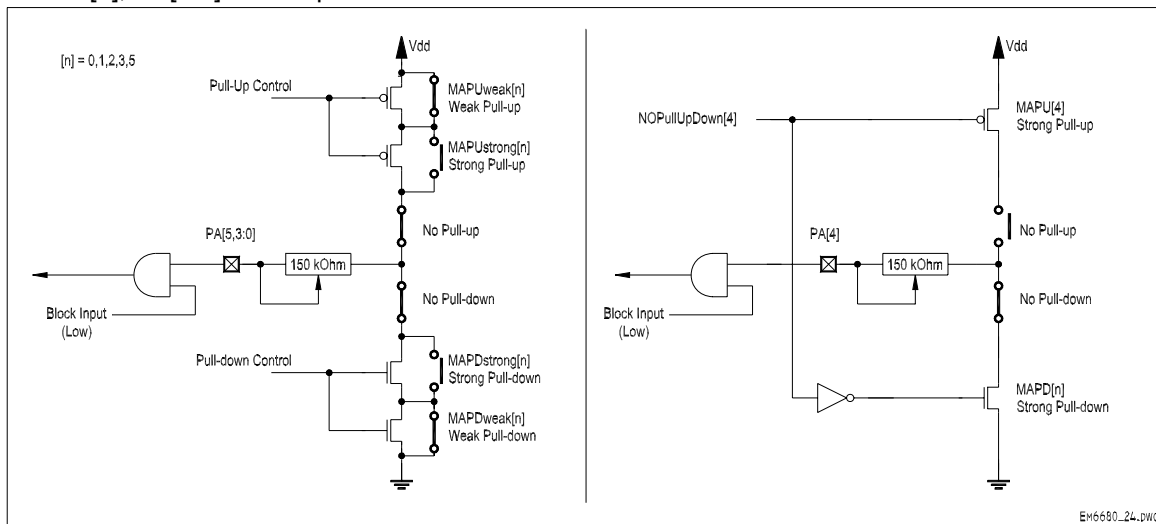 [n] = 0,1,2,3,5
Vdd
Pull-Up Control
MAPUweak[n]
Weak Pull-up
MAPUstrong[n]
Strong Pull-up
PA[5,3:0]
No Pull-up
150 kOhm
Block Input
(Low)
No Pull-down
Pull-down Control
MAPDstrong[n]
Strong Pull-down
MAPDweak[n]
Weak Pull-down
Vdd
NOPullUpDown[4]
MAPU[4]
Strong Pull-up
PA[4]
No Pull-up
150 kOhm
Block Input
(Low)
No Pull-down
MAPD[n]
Strong Pull-down
EM6680_24.DWG